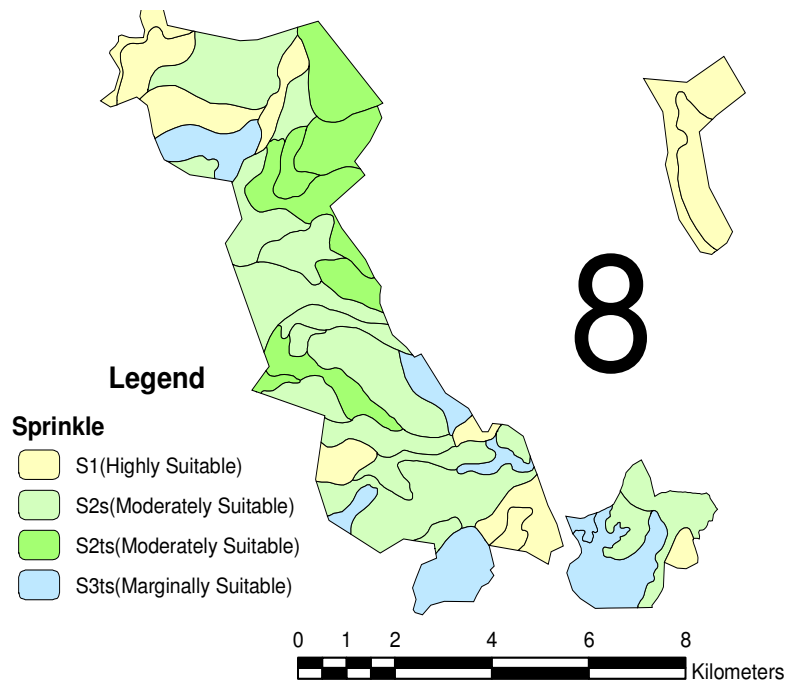 8
Legend
Sprinkle
S1(Highly Suitable)
S2s(Moderately Suitable)
S2ts(Moderately Suitable)
S3ts(Marginally Suitable)
0 1 2 4 6 8
Kilometers